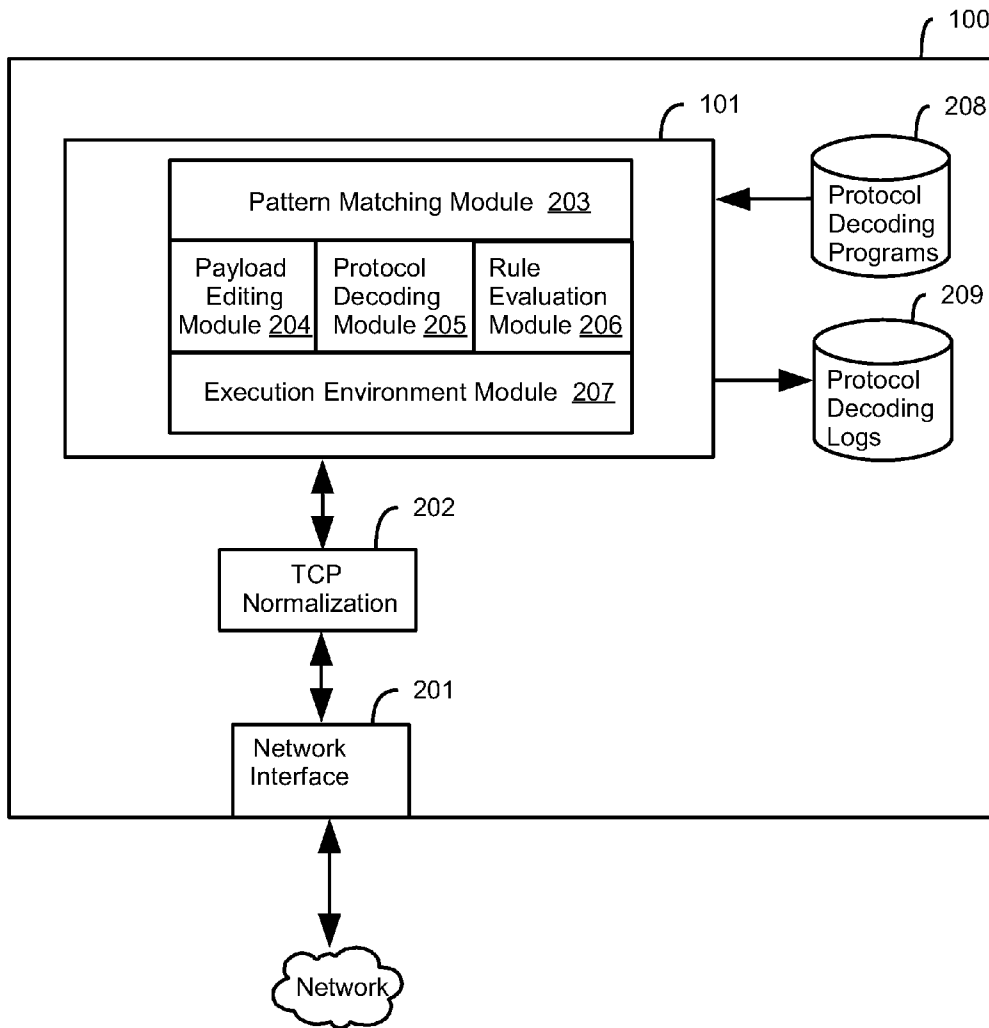 100
101
208
Pattern Matching Module 203
Protocol
Decoding
Programs
Payload
Editing
Module 204
Protocol
Decoding
Module 205
Rule
Evaluation
Module 206
209
Execution Environment Module 207
Protocol
Decoding
Logs
202
TCP
Normalization
201
Network
Interface
Network